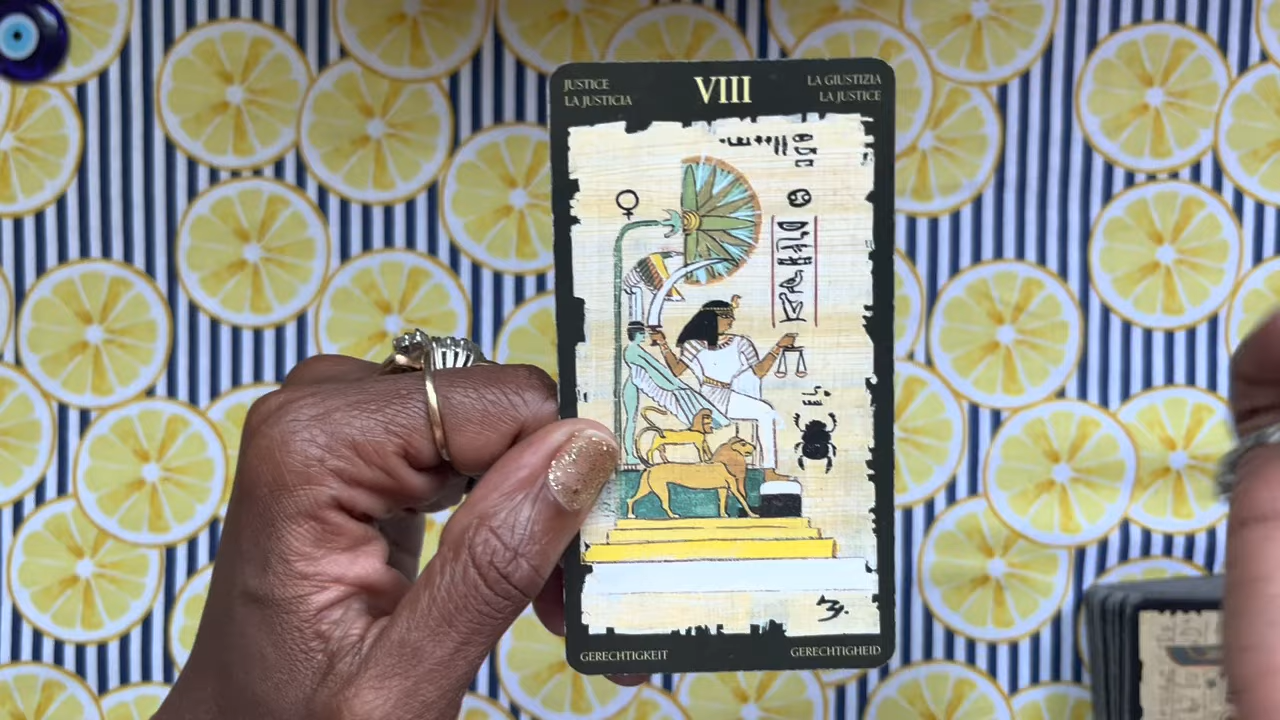 JUSTICE
LA JUSTICIA
VIII
LA GIUSTIZIA
LA JUSTICE
♀
GERECHTIGKEIT
GERECHTIGHEID